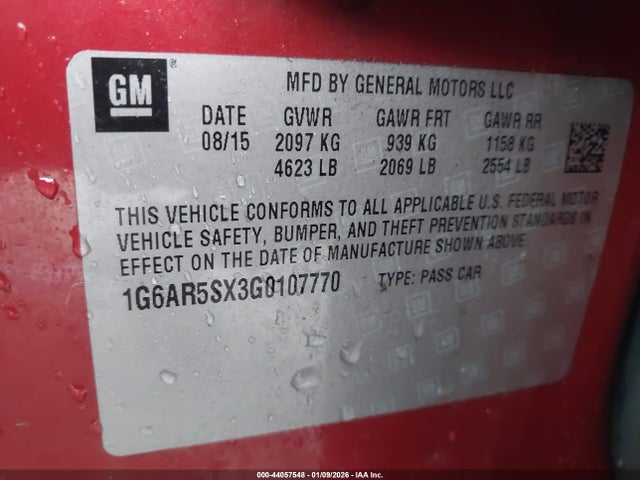 GM
MFD BY GENERAL MOTORS LLC
DATE GVWR GAWR FRT GAWR RR
08/15 2097 KG 939 KG 1158 KG
4623 LB 2069 LB 2554 LB
THIS VEHICLE CONFORMS TO ALL APPLICABLE U.S. FEDERAL MOTOR
VEHICLE SAFETY, BUMPER, AND THEFT PREVENTION STANDARDS IN
EFFECT ON THE DATE OF MANUFACTURE SHOWN ABOVE.
1G6AR5SX3G0107770 TYPE: PASS CAR
000-44057548 - 01/09/2026 - IAA Inc.